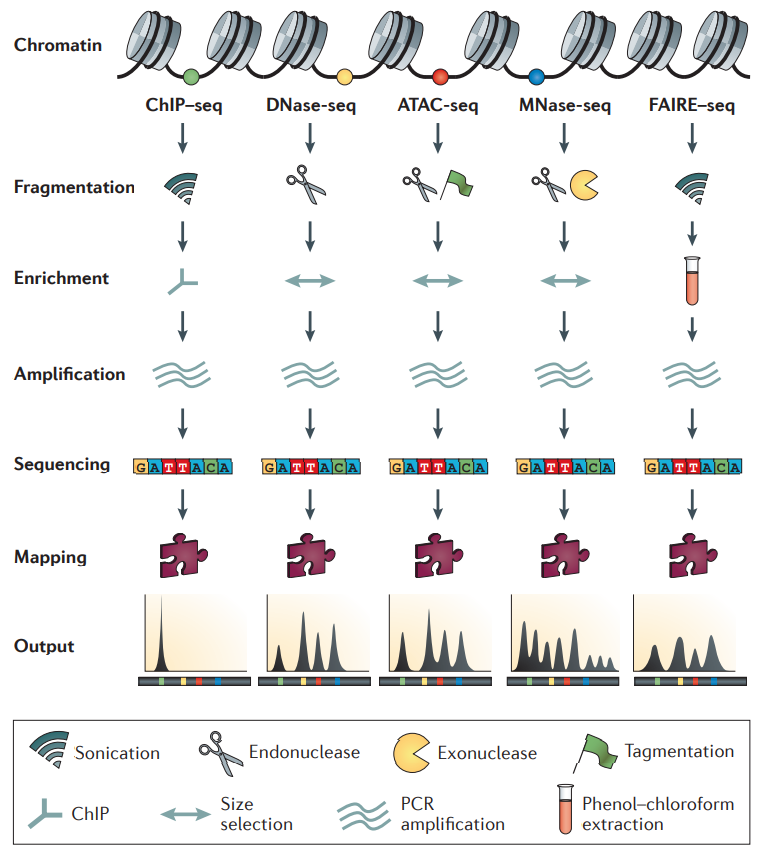 Chromatin
ChIP–seq DNase-seq ATAC-seq MNase-seq FAIRE–seq
Fragmentation
Enrichment
Amplification
Sequencing GATTACA GATTACA GATTACA GATTACA GATTACA
Mapping
Output
Sonication Endonuclease Exonuclease Tagmentation
ChIP Size selection PCR amplification Phenol–chloroform extraction